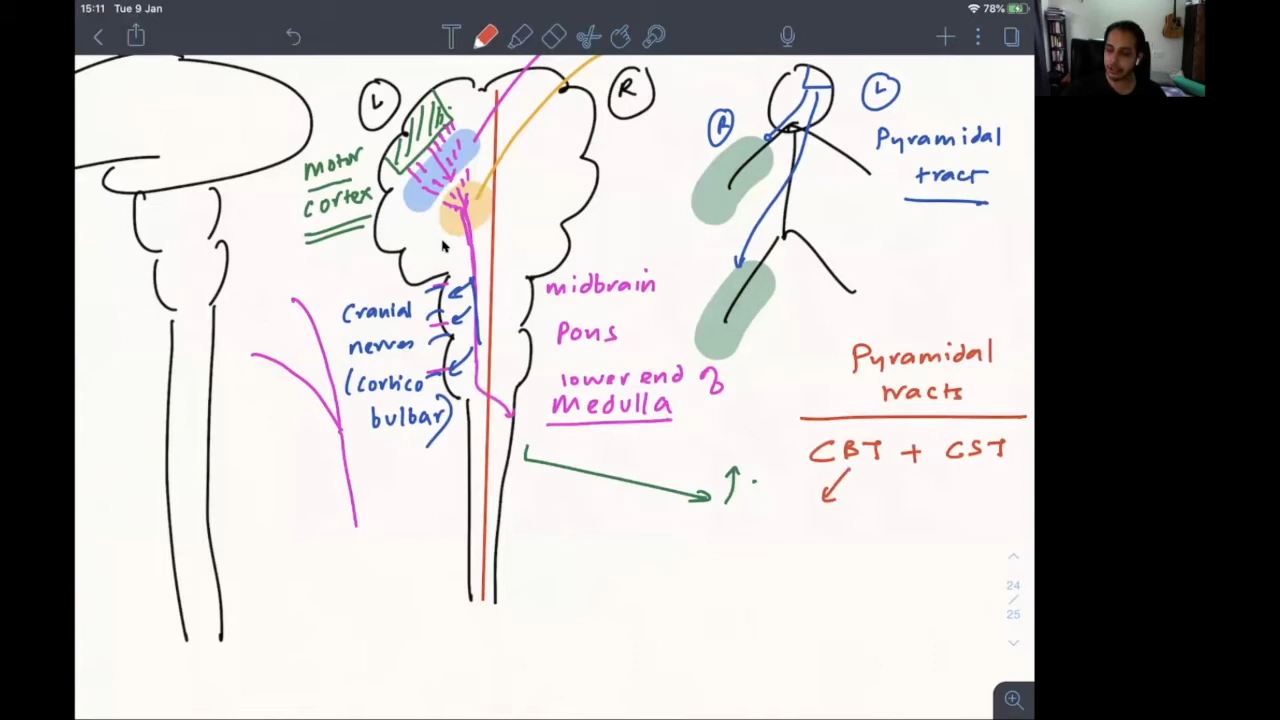 15:11 Tue 9 Jan
78%
T
L
R
motor
cortex
midbrain
Pons
lower end of
Medulla
Cranial
nerves
(Cortico
bulbar)
R
L
Pyramidal
tract
Pyramidal
tracts
CBT + CST
24
/
25